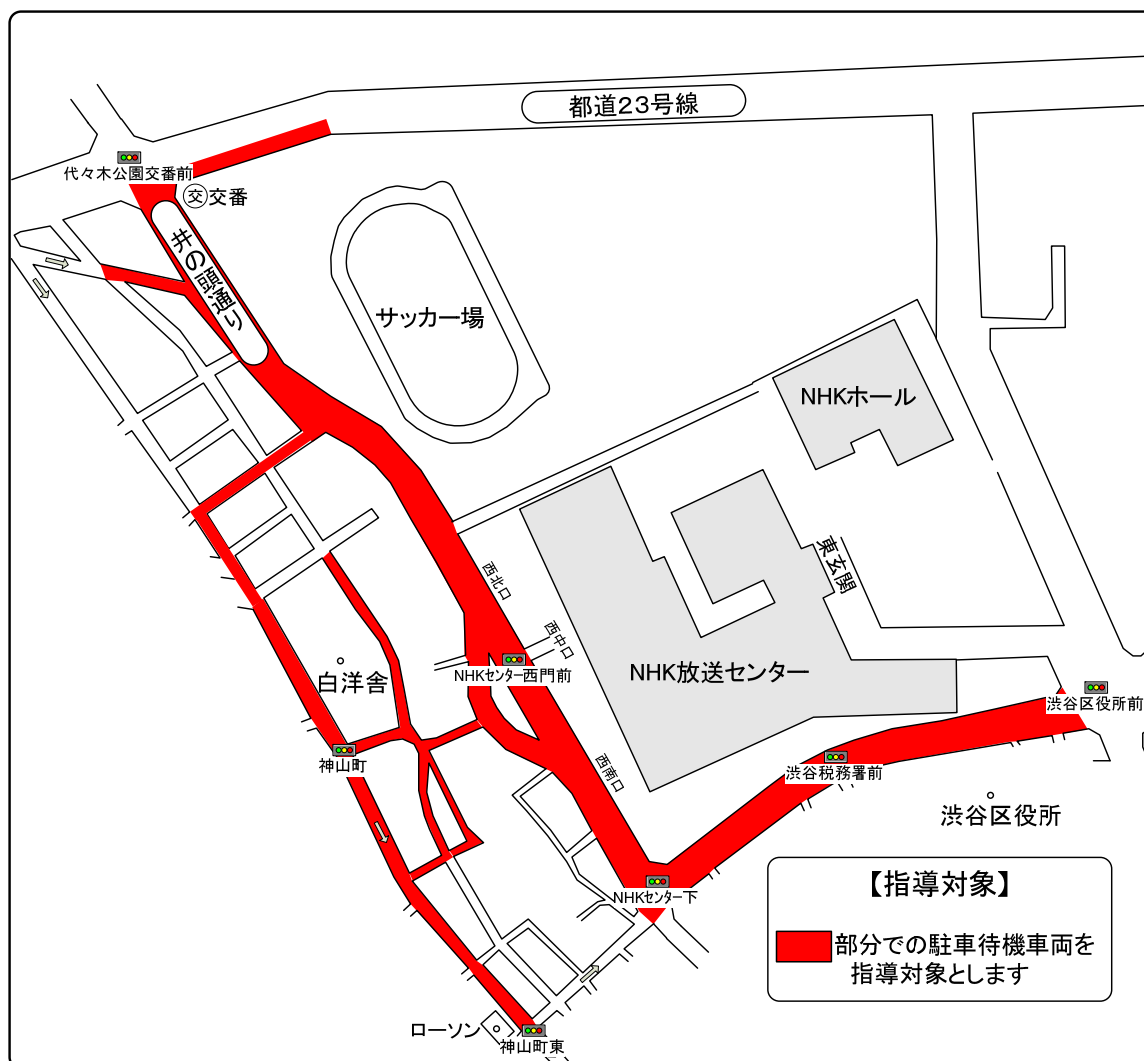 都道23号線
代々木公園交番前
交 交番
井の頭通り
サッカー場
NHKホール
東玄関
西北口
西中口
NHKセンター西門前
NHK放送センター
白洋舎
渋谷区役所前
神山町
西南口
渋谷税務署前
渋谷区役所
NHKセンター下
【指導対象】
部分での駐車待機車両を
指導対象とします
ローソン
神山町東